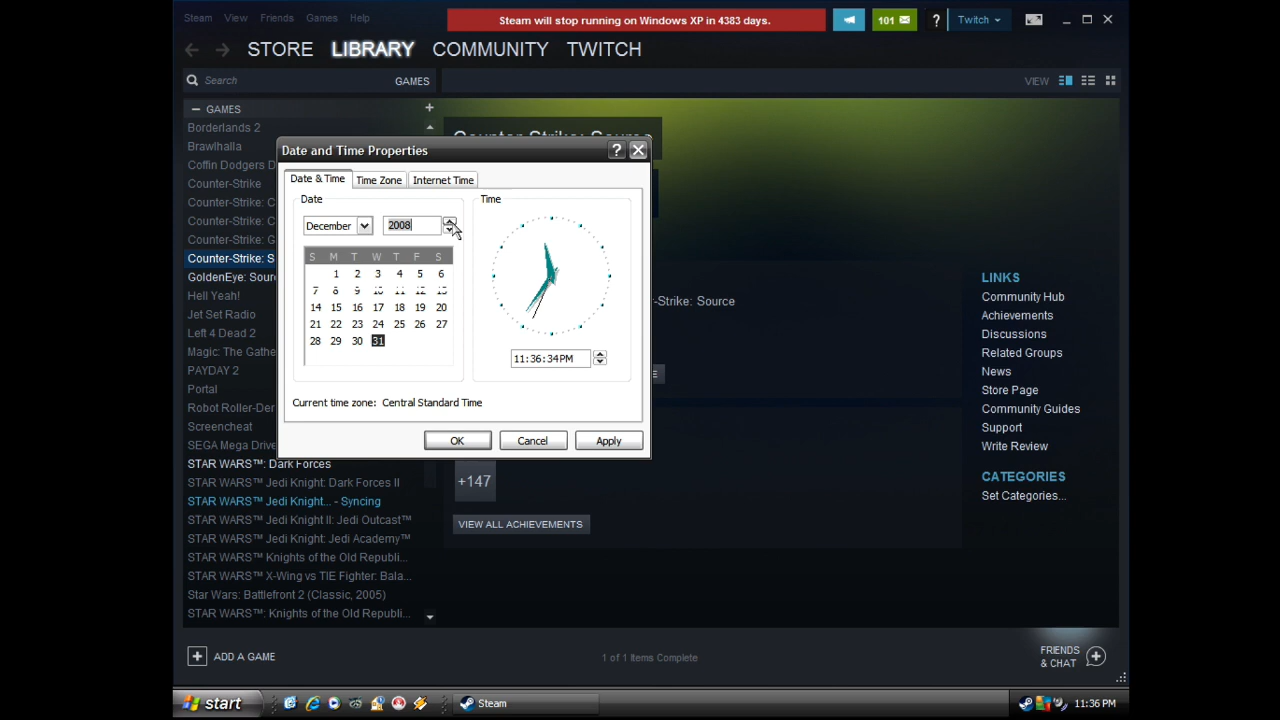 Steam View Friends Games Help
Steam will stop running on Windows XP in 4383 days.
101
?
Twitch
STORE LIBRARY COMMUNITY TWITCH
Search
GAMES
VIEW
GAMES
Borderlands 2
Brawlhalla
Coffin Dodgers D
Counter-Strike
Counter-Strike: C
Counter-Strike: C
Counter-Strike: G
Counter-Strike: S
GoldenEye: Sour
Hell Yeah!
Jet Set Radio
Left 4 Dead 2
Magic: The Gathe
PAYDAY 2
Portal
Robot Roller-Der
Screencheat
SEGA Mega Drive
STAR WARS™: Dark Forces
STAR WARS™ Jedi Knight: Dark Forces II
STAR WARS™ Jedi Knight... - Syncing
STAR WARS™ Jedi Knight II: Jedi Outcast™
STAR WARS™ Jedi Knight: Jedi Academy™
STAR WARS™ Knights of the Old Republi...
STAR WARS™ X-Wing vs TIE Fighter: Bala...
Star Wars: Battlefront 2 (Classic, 2005)
STAR WARS™: Knights of the Old Republi...
Counter-Strike: Source
Date and Time Properties
?
Date & Time Time Zone Internet Time
Date
December 2008
S M T W T F S
1 2 3 4 5 6
7 8 9 10 11 12 13
14 15 16 17 18 19 20
21 22 23 24 25 26 27
28 29 30 31
Time
11:36:34PM
Current time zone: Central Standard Time
OK Cancel Apply
r-Strike: Source
+147
VIEW ALL ACHIEVEMENTS
LINKS
Community Hub
Achievements
Discussions
Related Groups
News
Store Page
Community Guides
Support
Write Review
CATEGORIES
Set Categories...
ADD A GAME
1 of 1 Items Complete
FRIENDS
& CHAT
start
Steam
11:36 PM